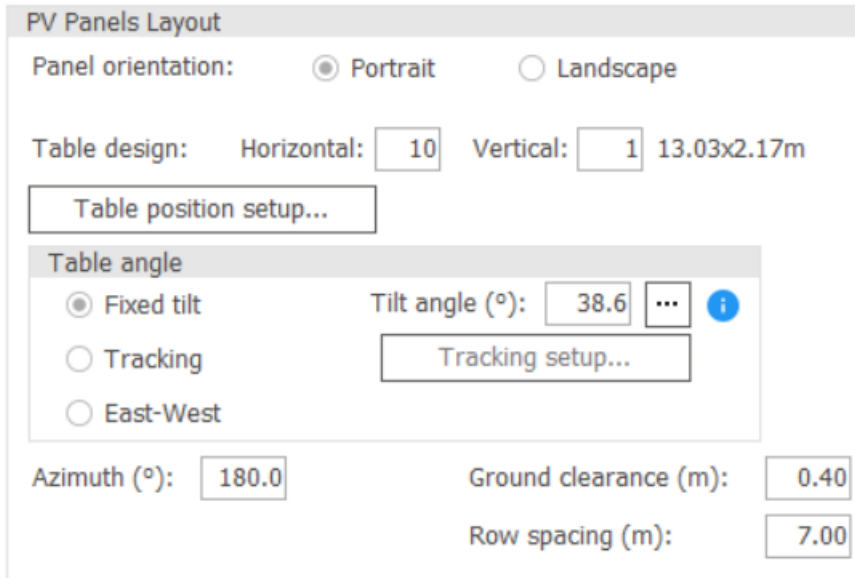 PV Panels Layout
Panel orientation: Portrait Landscape
Table design: Horizontal: 10 Vertical: 1 13.03x2.17m
Table position setup...
Table angle
Fixed tilt Tilt angle (º): 38.6 ... i
Tracking Tracking setup...
East-West
Azimuth (º): 180.0 Ground clearance (m): 0.40
Row spacing (m): 7.00